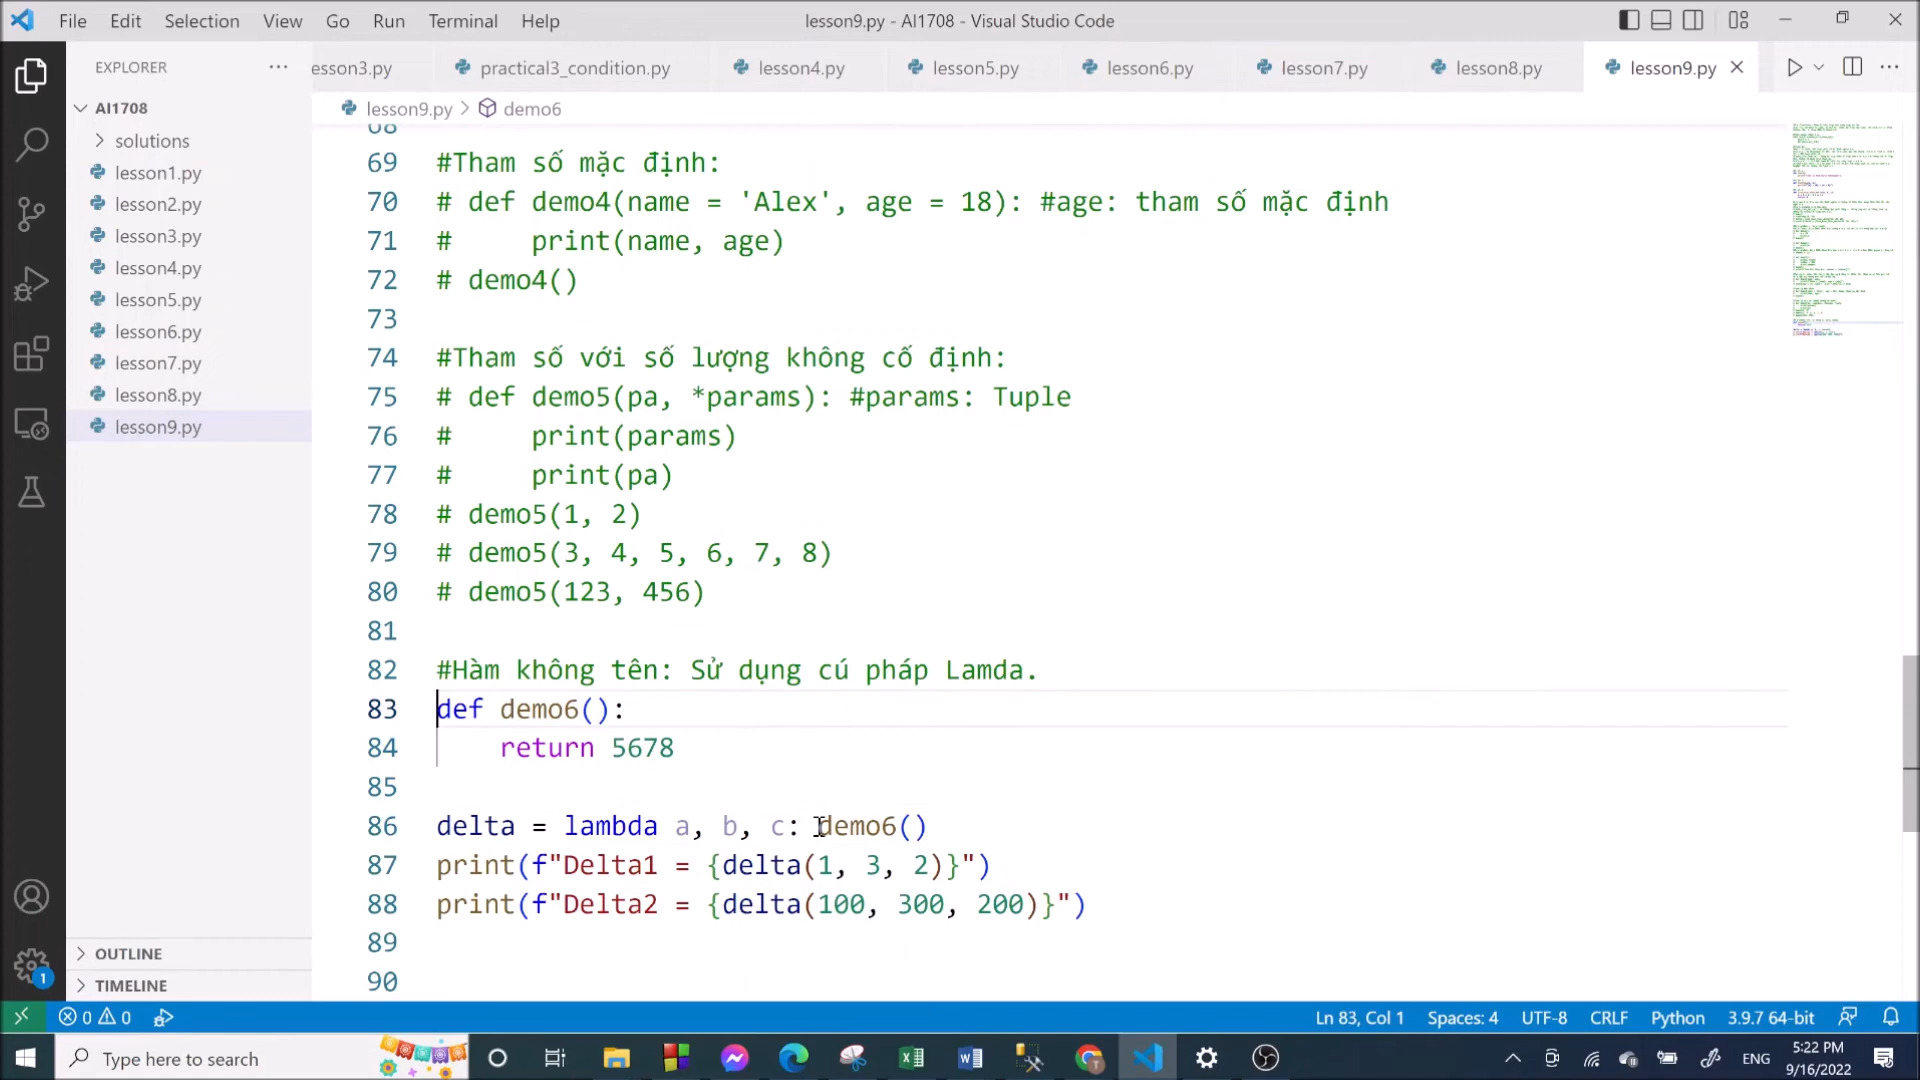 File Edit Selection View Go Run Terminal Help
lesson9.py - AI1708 - Visual Studio Code
EXPLORER
esson3.py practical3_condition.py lesson4.py lesson5.py lesson6.py lesson7.py lesson8.py lesson9.py
AI1708
lesson9.py > demo6
solutions
lesson1.py
lesson2.py
lesson3.py
lesson4.py
lesson5.py
lesson6.py
lesson7.py
lesson8.py
lesson9.py
OUTLINE
TIMELINE
68
69 #Tham số mặc định:
70 # def demo4(name = 'Alex', age = 18): #age: tham số mặc định
71 #     print(name, age)
72 # demo4()
73
74 #Tham số với số lượng không cố định:
75 # def demo5(pa, *params): #params: Tuple
76 #     print(params)
77 #     print(pa)
78 # demo5(1, 2)
79 # demo5(3, 4, 5, 6, 7, 8)
80 # demo5(123, 456)
81
82 #Hàm không tên: Sử dụng cú pháp Lamda.
83 def demo6():
84     return 5678
85
86 delta = lambda a, b, c: demo6()
87 print(f"Delta1 = {delta(1, 3, 2)}")
88 print(f"Delta2 = {delta(100, 300, 200)}")
89
90
1
0 0 Ln 83, Col 1 Spaces: 4 UTF-8 CRLF Python 3.9.7 64-bit
Type here to search
ENG
5:22 PM
9/16/2022